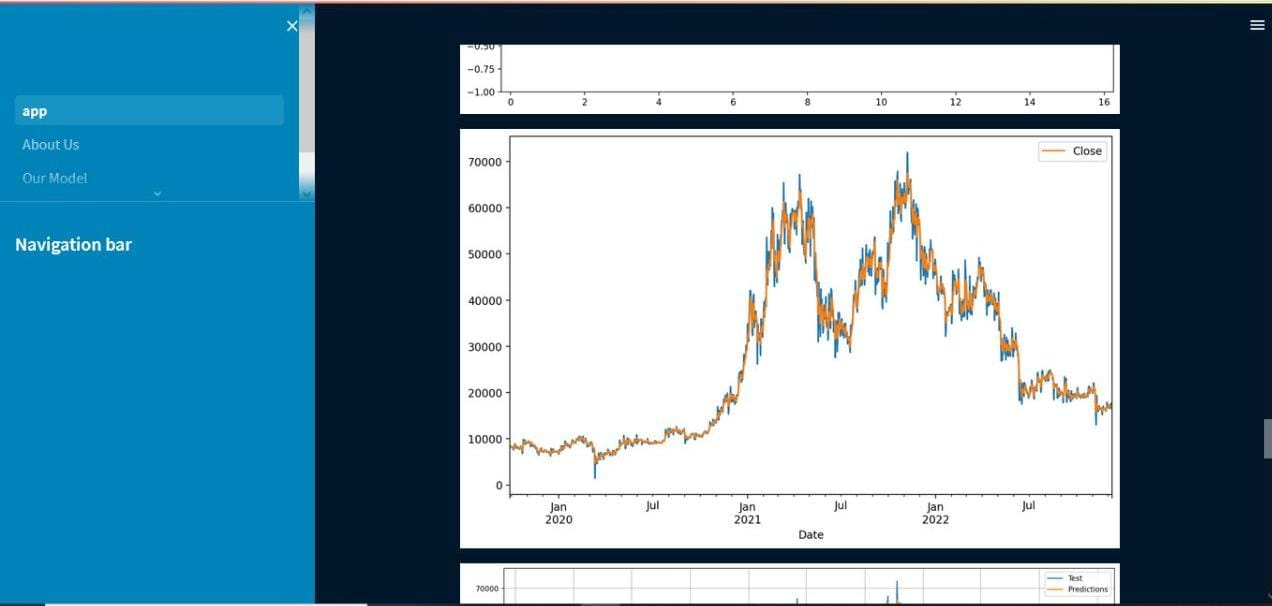 ×
app
About Us
Our Model
Navigation bar
−0.50
−0.75
−1.00
0 2 4 6 8 10 12 14 16
Close
70000
60000
50000
40000
30000
20000
10000
0
Jan Jul Jan Jul Jan Jul
2020 2021 2022
Date
Test
Predictions
70000